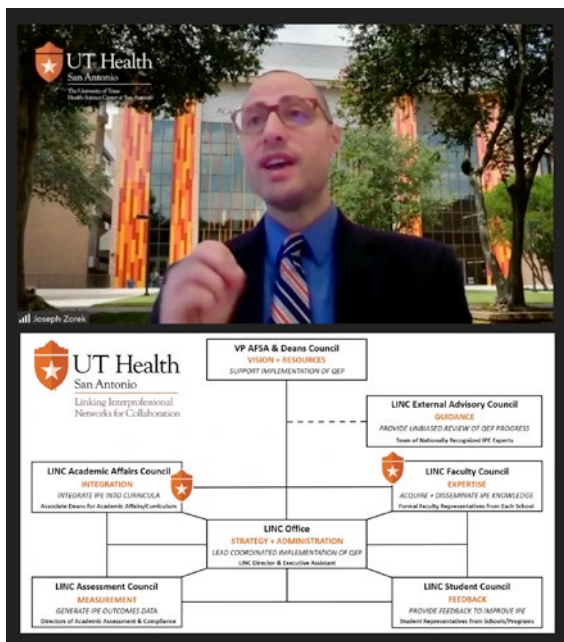 UT Health
San Antonio
The University of Texas
Health Science Center at San Antonio
ACA
Joseph Zorek
UT Health
San Antonio
Linking Interprofessional
Networks for Collaboration
VP AFSA & Deans Council
VISION + RESOURCES
SUPPORT IMPLEMENTATION OF QEP
LINC External Advisory Council
GUIDANCE
PROVIDE UNBIASED REVIEW OF QEP PROGRESS
Team of Nationally Recognized IPE Experts
LINC Academic Affairs Council
INTEGRATION
INTEGRATE IPE INTO CURRICULA
Associate Deans for Academic Affairs/Curriculum
LINC Faculty Council
EXPERTISE
ACQUIRE + DISSEMINATE IPE KNOWLEDGE
Formal Faculty Representatives from Each School
LINC Office
STRATEGY + ADMINISTRATION
LEAD COORDINATED IMPLEMENTATION OF QEP
LINC Director & Executive Assistant
LINC Assessment Council
MEASUREMENT
GENERATE IPE OUTCOMES DATA
Directors of Academic Assessment & Compliance
LINC Student Council
FEEDBACK
PROVIDE FEEDBACK TO IMPROVE IPE
Student Representatives from Schools/Programs